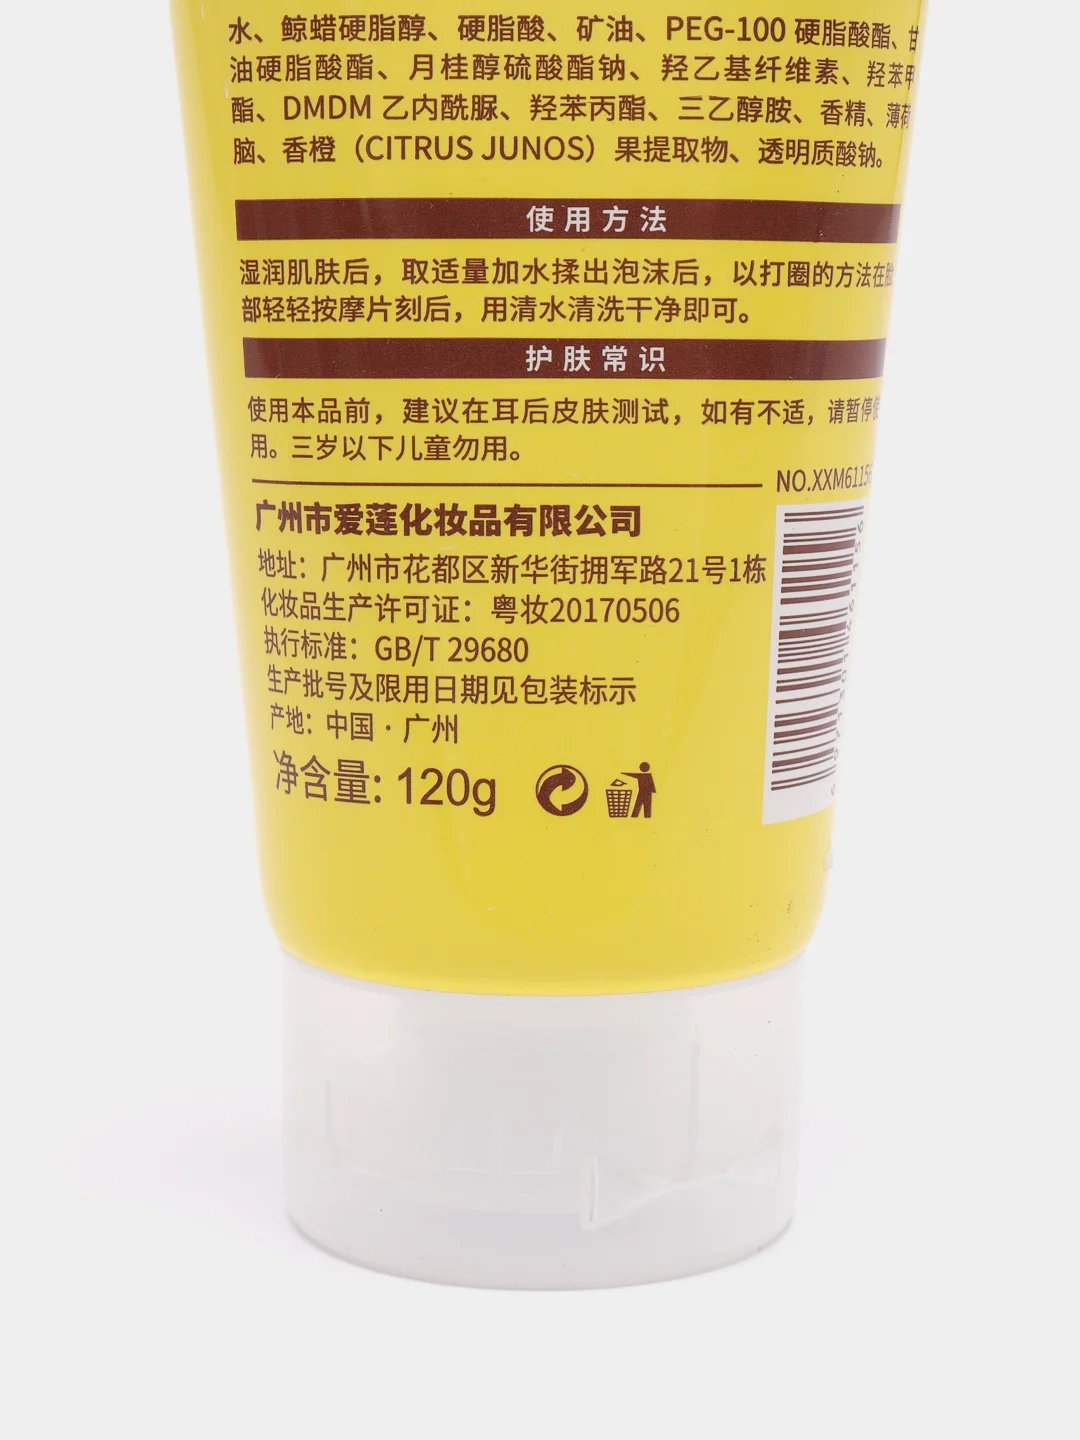 水、鲸蜡硬脂醇、硬脂酸、矿油、PEG-100 硬脂酸酯、甘
油硬脂酸酯、月桂醇硫酸酯钠、羟乙基纤维素、羟苯甲
酯、DMDM 乙内酰脲、羟苯丙酯、三乙醇胺、香精、薄荷
脑、香橙（CITRUS JUNOS）果提取物、透明质酸钠。
使用方法
湿润肌肤后，取适量加水揉出泡沫后，以打圈的方法在脸
部轻轻按摩片刻后，用清水清洗干净即可。
护肤常识
使用本品前，建议在耳后皮肤测试，如有不适，请暂停使
用。三岁以下儿童勿用。
NO.XXM61156
广州市爱莲化妆品有限公司
地址：广州市花都区新华街拥军路21号1栋
化妆品生产许可证：粤妆20170506
执行标准：GB/T 29680
生产批号及限用日期见包装标示
产地：中国·广州
净含量: 120g